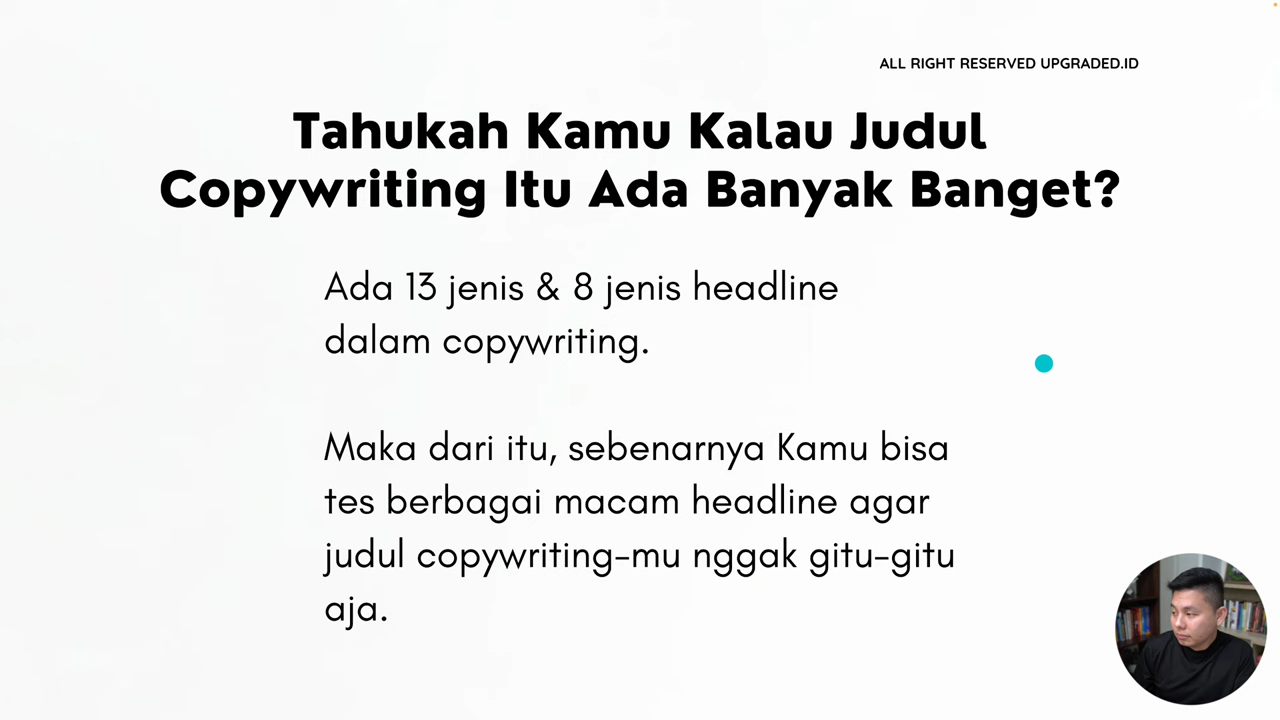 ALL RIGHT RESERVED UPGRADED.ID
Tahukah Kamu Kalau Judul
Copywriting Itu Ada Banyak Banget?
Ada 13 jenis & 8 jenis headline
dalam copywriting.
Maka dari itu, sebenarnya Kamu bisa
tes berbagai macam headline agar
judul copywriting-mu nggak gitu-gitu
aja.